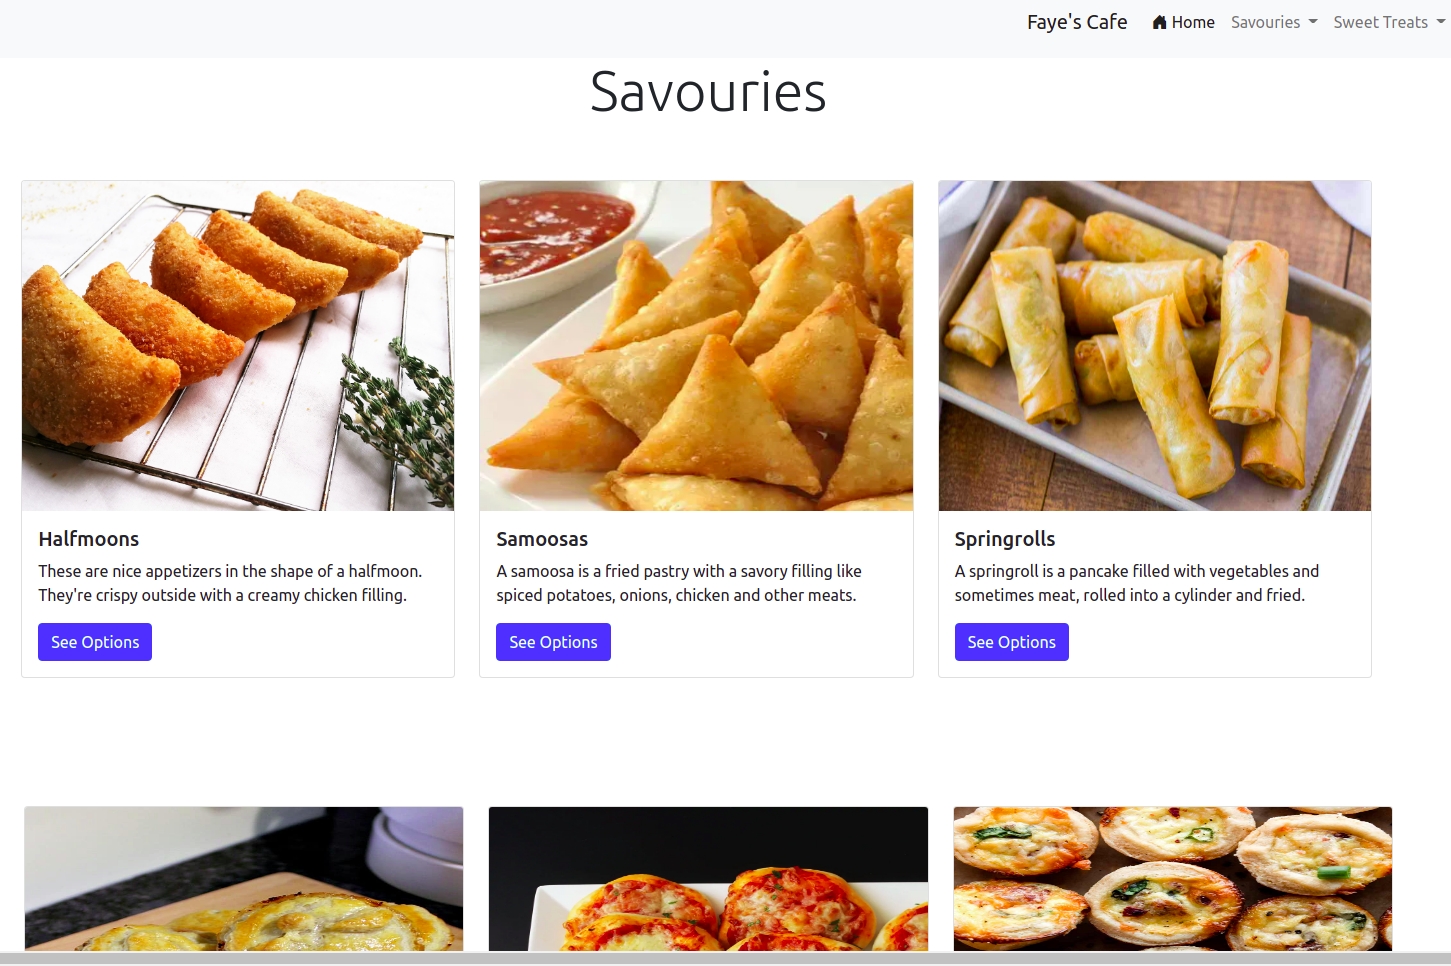 Faye's Cafe Home Savouries Sweet Treats
Savouries
Halfmoons
These are nice appetizers in the shape of a halfmoon.
They're crispy outside with a creamy chicken filling.
See Options
Samoosas
A samoosa is a fried pastry with a savory filling like
spiced potatoes, onions, chicken and other meats.
See Options
Springrolls
A springroll is a pancake filled with vegetables and
sometimes meat, rolled into a cylinder and fried.
See Options